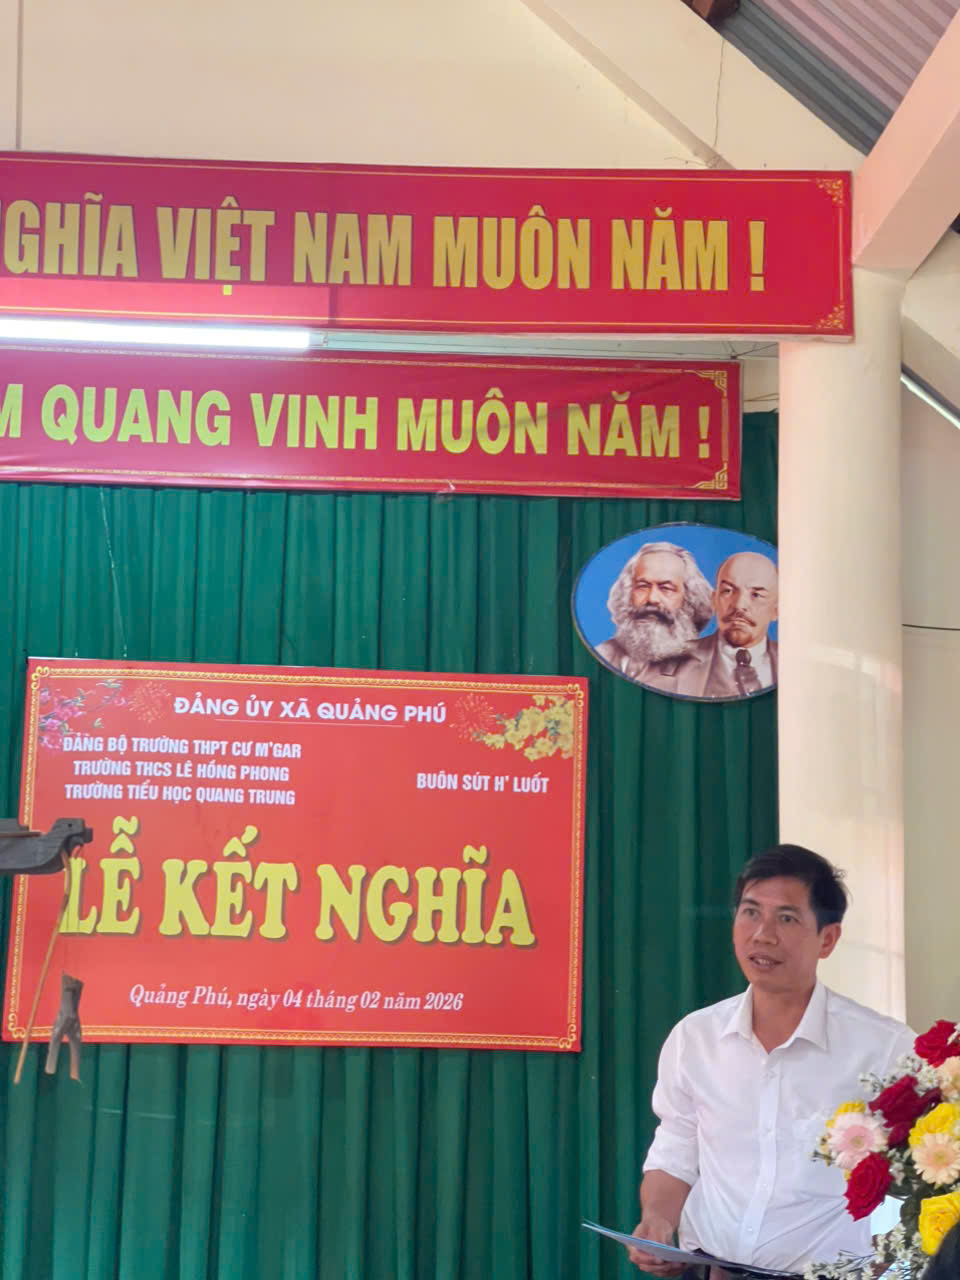 NGHĨA VIỆT NAM MUÔN NĂM !
M QUANG VINH MUÔN NĂM !
ĐẢNG ỦY XÃ QUẢNG PHÚ
ĐẢNG BỘ TRƯỜNG THPT CƯ M'GAR
TRƯỜNG THCS LÊ HỒNG PHONG
TRƯỜNG TIỂU HỌC QUANG TRUNG
BUÔN SÚT H' LUỐT
LỄ KẾT NGHĨA
Quảng Phú, ngày 04 tháng 02 năm 2026